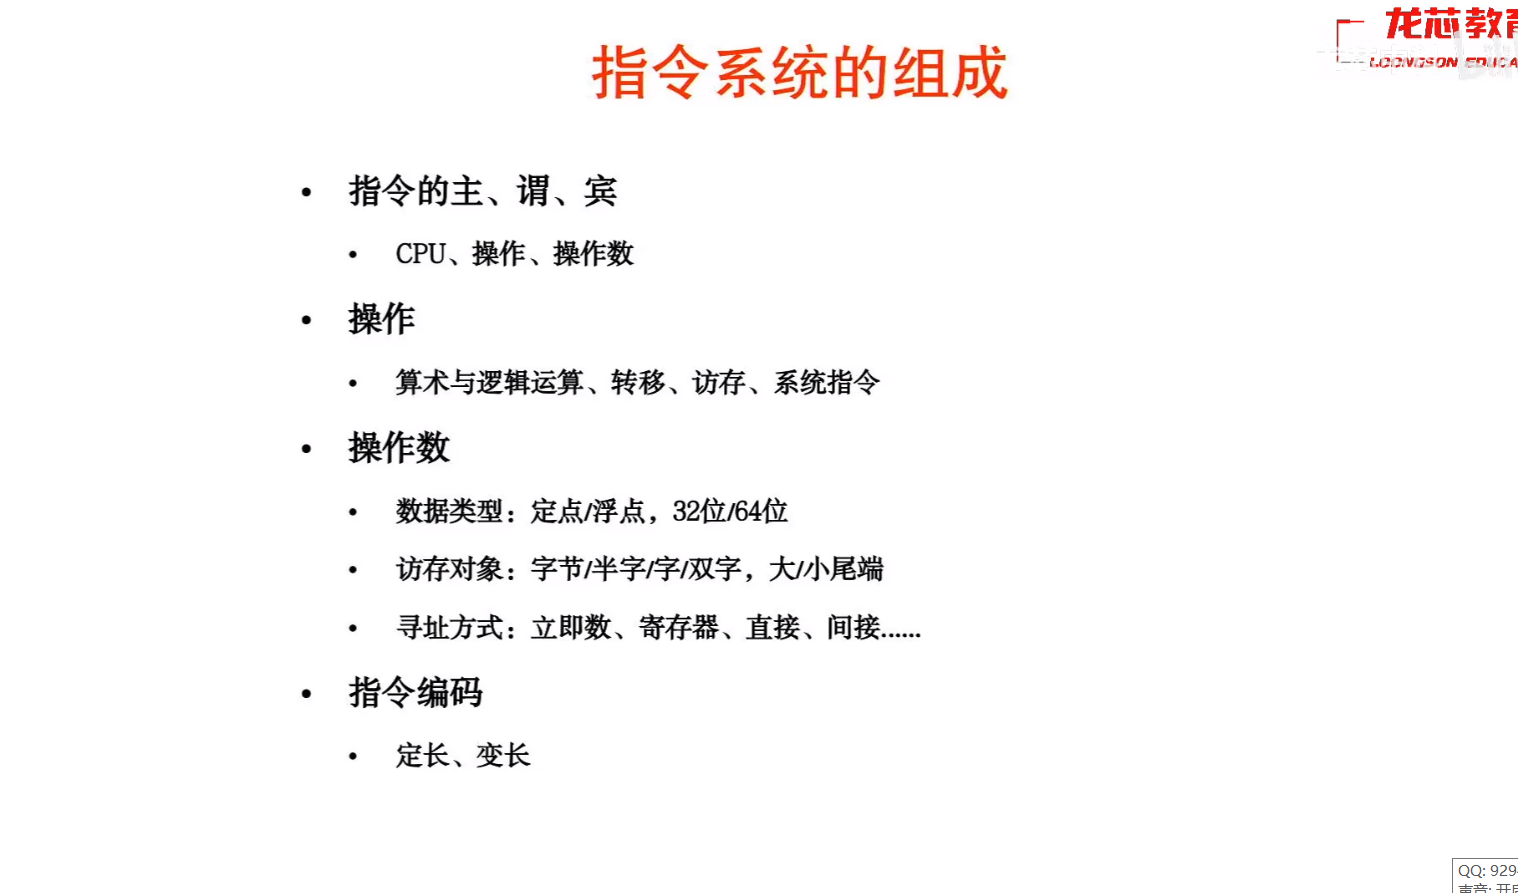 龙芯教育
LOONGSON EDUCA
指令系统的组成
• 指令的主、谓、宾
• CPU、操作、操作数
• 操作
• 算术与逻辑运算、转移、访存、系统指令
• 操作数
• 数据类型：定点/浮点，32位/64位
• 访存对象：字节/半字/字/双字，大/小尾端
• 寻址方式：立即数、寄存器、直接、间接......
• 指令编码
• 定长、变长
QQ: 929
声音: 开启